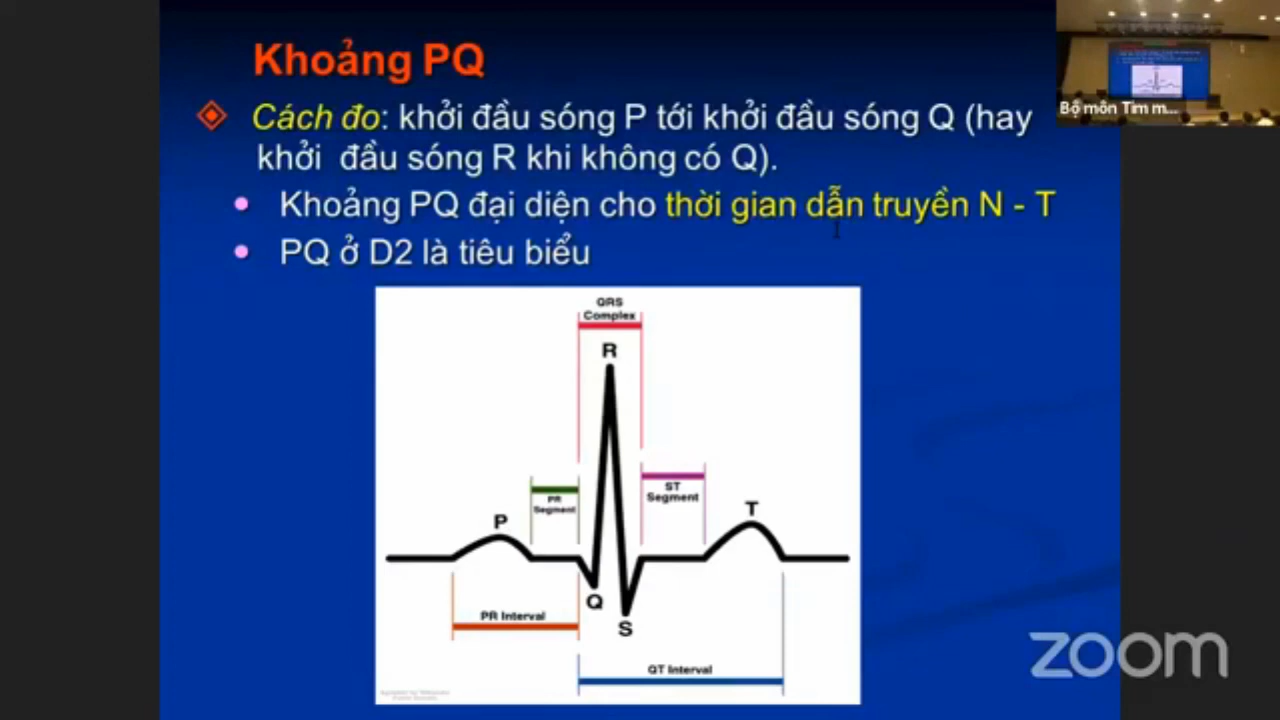 Khoảng PQ
Cách đo: khởi đầu sóng P tới khởi đầu sóng Q (hay
khởi đầu sóng R khi không có Q).
Khoảng PQ đại diện cho thời gian dẫn truyền N - T
PQ ở D2 là tiêu biểu
Bộ môn Tim m...
QRS
Complex
R
PR
Segment
ST
Segment
P
T
Q
PR Interval
S
QT Interval
zoom